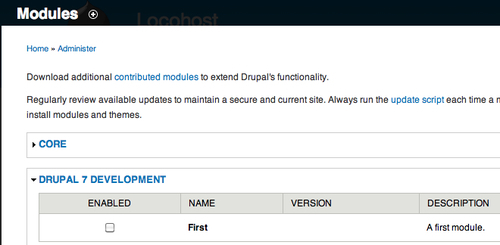 Modules
Locohost
Home » Administer
Download additional contributed modules to extend Drupal's functionality.
Regularly review available updates to maintain a secure and current site. Always run the update script each time a
install modules and themes.
CORE
DRUPAL 7 DEVELOPMENT
ENABLED NAME VERSION DESCRIPTION
First A first module.